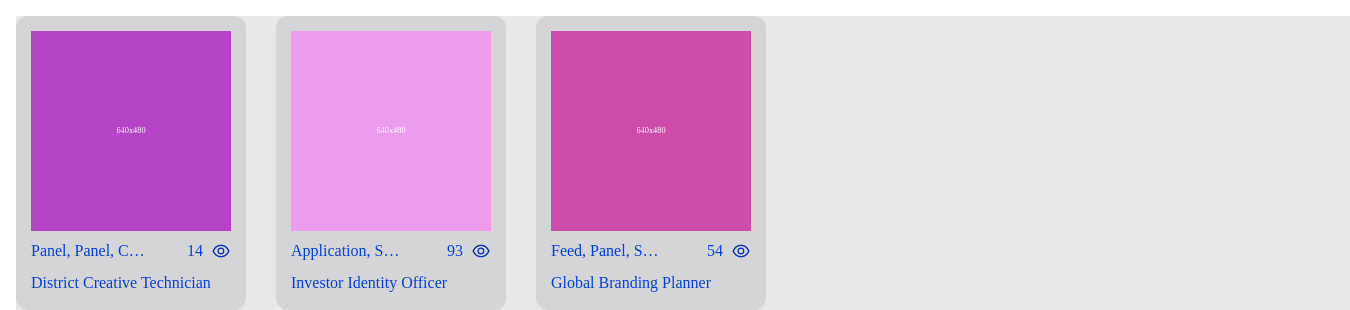 640x480
640x480
640x480
Panel, Panel, C… 14
Application, S… 93
Feed, Panel, S… 54
District Creative Technician
Investor Identity Officer
Global Branding Planner